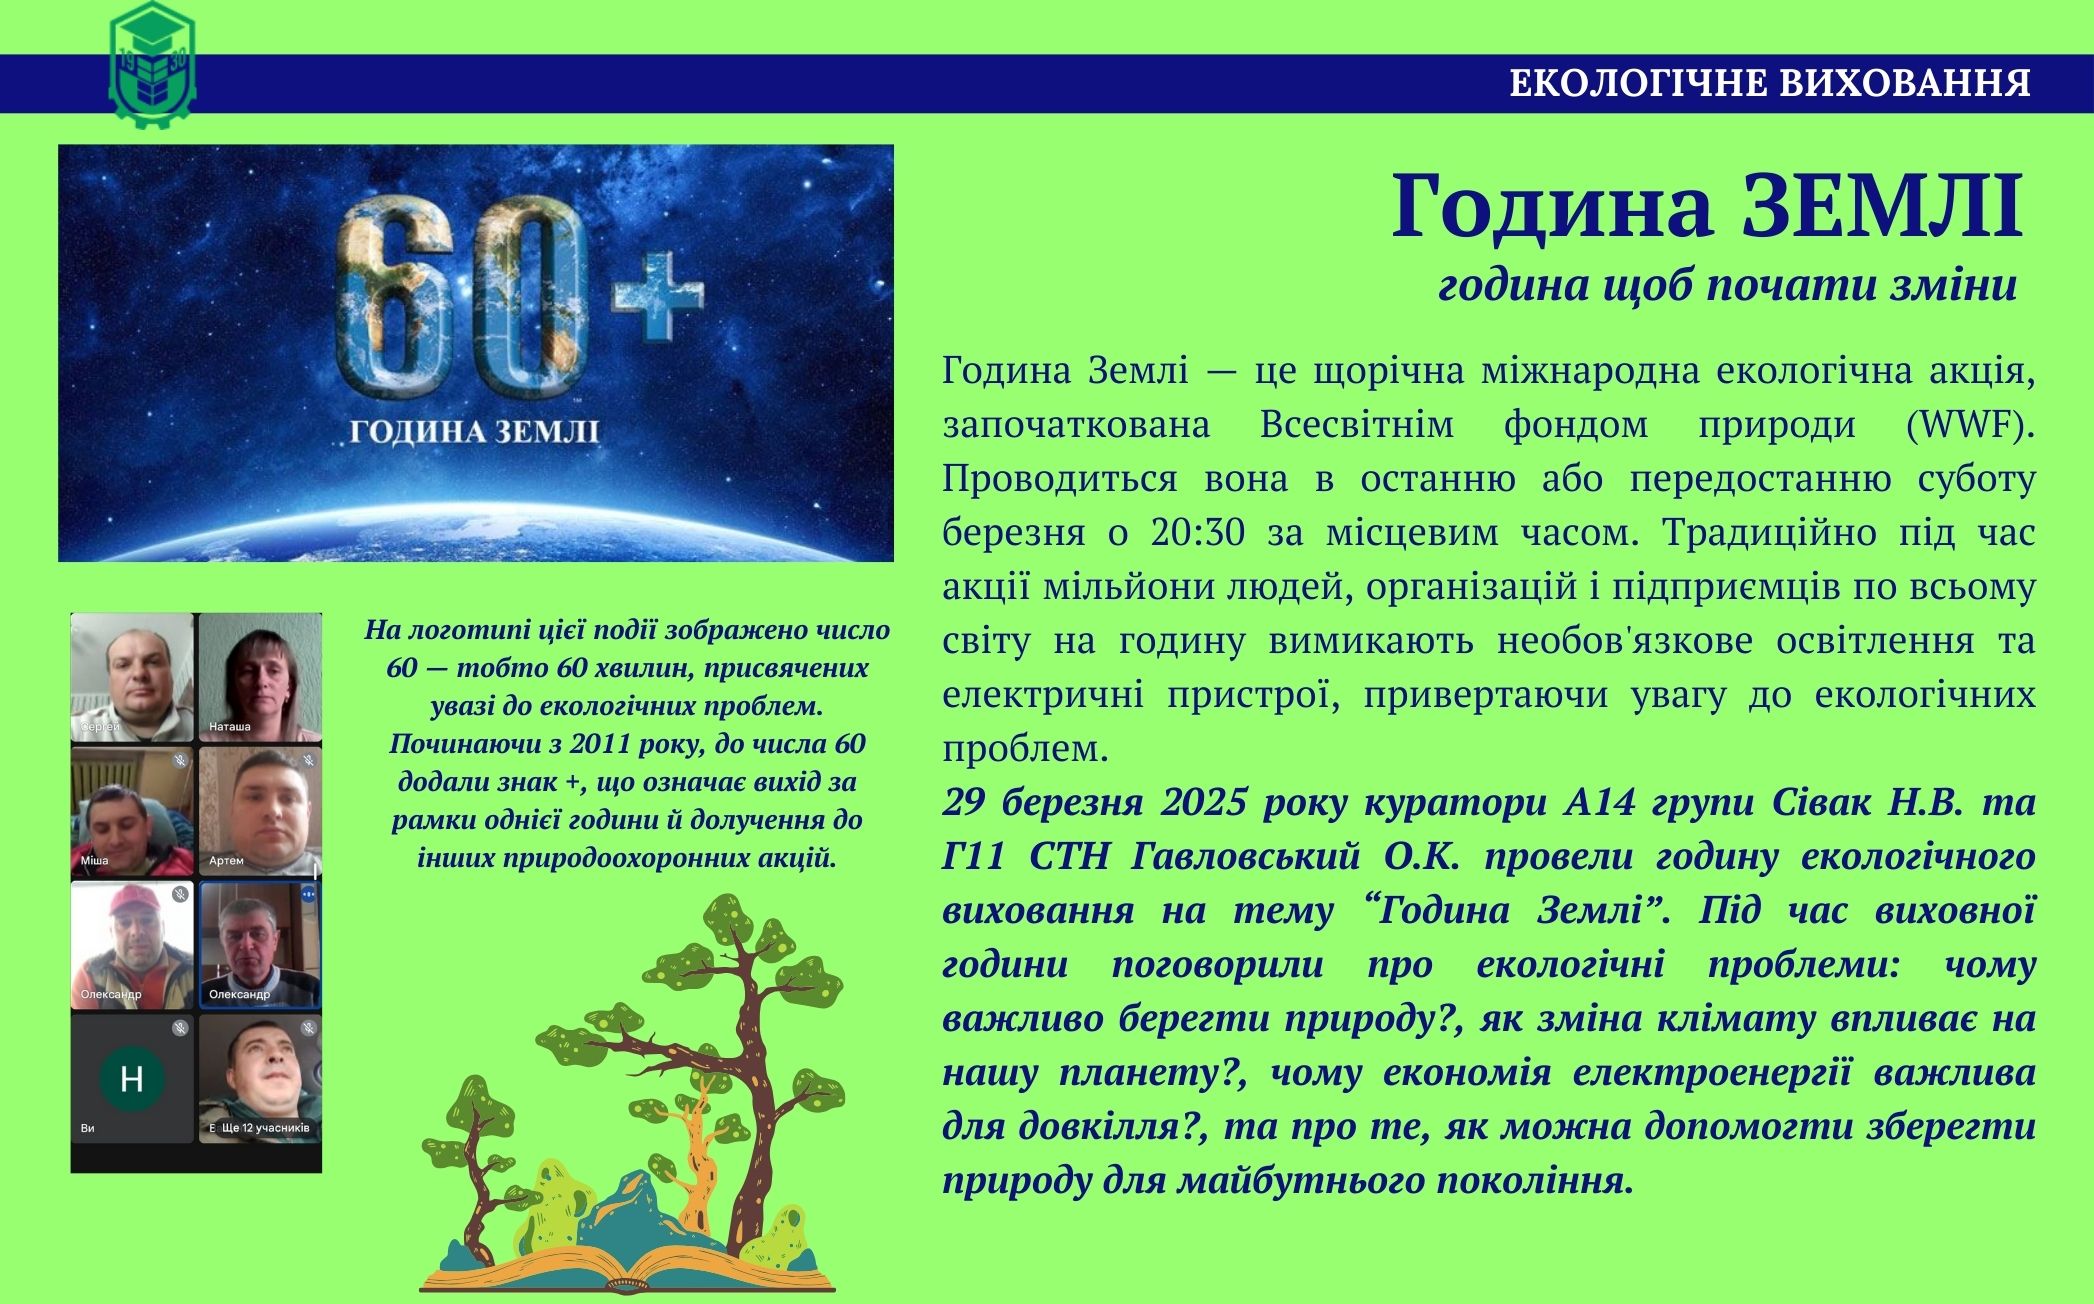 1930
ЕКОЛОГІЧНЕ ВИХОВАННЯ
60+
™
ГОДИНА ЗЕМЛІ
Година ЗЕМЛІ
година щоб почати зміни
Година Землі — це щорічна міжнародна екологічна акція,
започаткована Всесвітнім фондом природи (WWF).
Проводиться вона в останню або передостанню суботу
березня о 20:30 за місцевим часом. Традиційно під час
акції мільйони людей, організацій і підприємців по всьому
світу на годину вимикають необов'язкове освітлення та
електричні пристрої, привертаючи увагу до екологічних
проблем.
29 березня 2025 року куратори А14 групи Сівак Н.В. та
Г11 СТН Гавловський О.К. провели годину екологічного
виховання на тему “Година Землі”. Під час виховної
години поговорили про екологічні проблеми: чому
важливо берегти природу?, як зміна клімату впливає на
нашу планету?, чому економія електроенергії важлива
для довкілля?, та про те, як можна допомогти зберегти
природу для майбутнього покоління.
На логотипі цієї події зображено число
60 — тобто 60 хвилин, присвячених
увазі до екологічних проблем.
Починаючи з 2011 року, до числа 60
додали знак +, що означає вихід за
рамки однієї години й долучення до
інших природоохоронних акцій.
Сергей
Наташа
Міша
Артем
Олександр
Олександр
Н
Ви
Е Ще 12 учасників